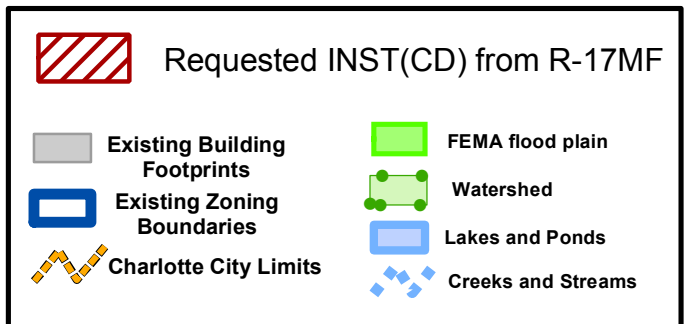 Requested INST(CD) from R-17MF
Existing Building
Footprints
Existing Zoning
Boundaries
Charlotte City Limits
FEMA flood plain
Watershed
Lakes and Ponds
Creeks and Streams